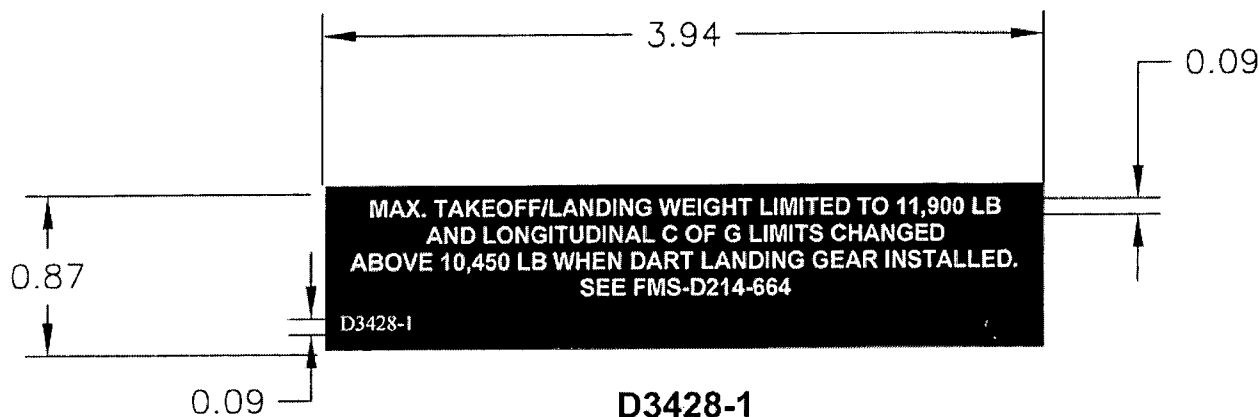 3.94
0.09
MAX. TAKEOFF/LANDING WEIGHT LIMITED TO 11,900 LB
AND LONGITUDINAL C OF G LIMITS CHANGED
ABOVE 10,450 LB WHEN DART LANDING GEAR INSTALLED.
SEE FMS-D214-664
0.87
D3428-1
0.09
D3428-1